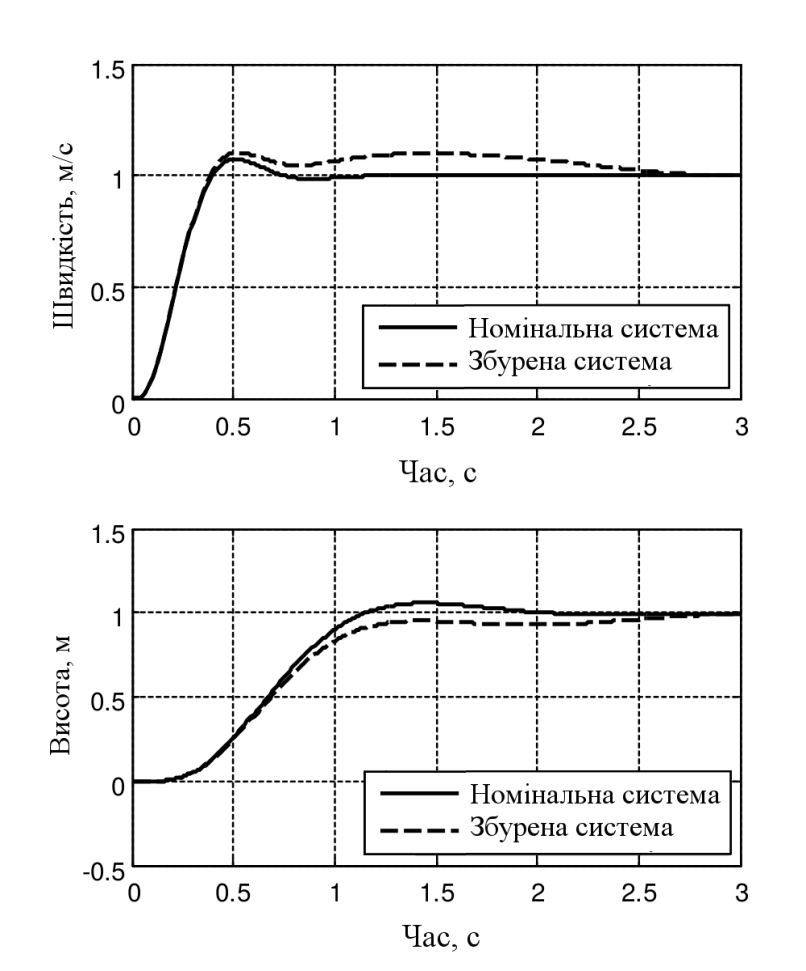 1.5
1
0.5
0
Швидкість, м/с
Номінальна система
Збурена система
0 0.5 1 1.5 2 2.5 3
Час, с
1.5
1
0.5
0
-0.5
Висота, м
Номінальна система
Збурена система
0 0.5 1 1.5 2 2.5 3
Час, с